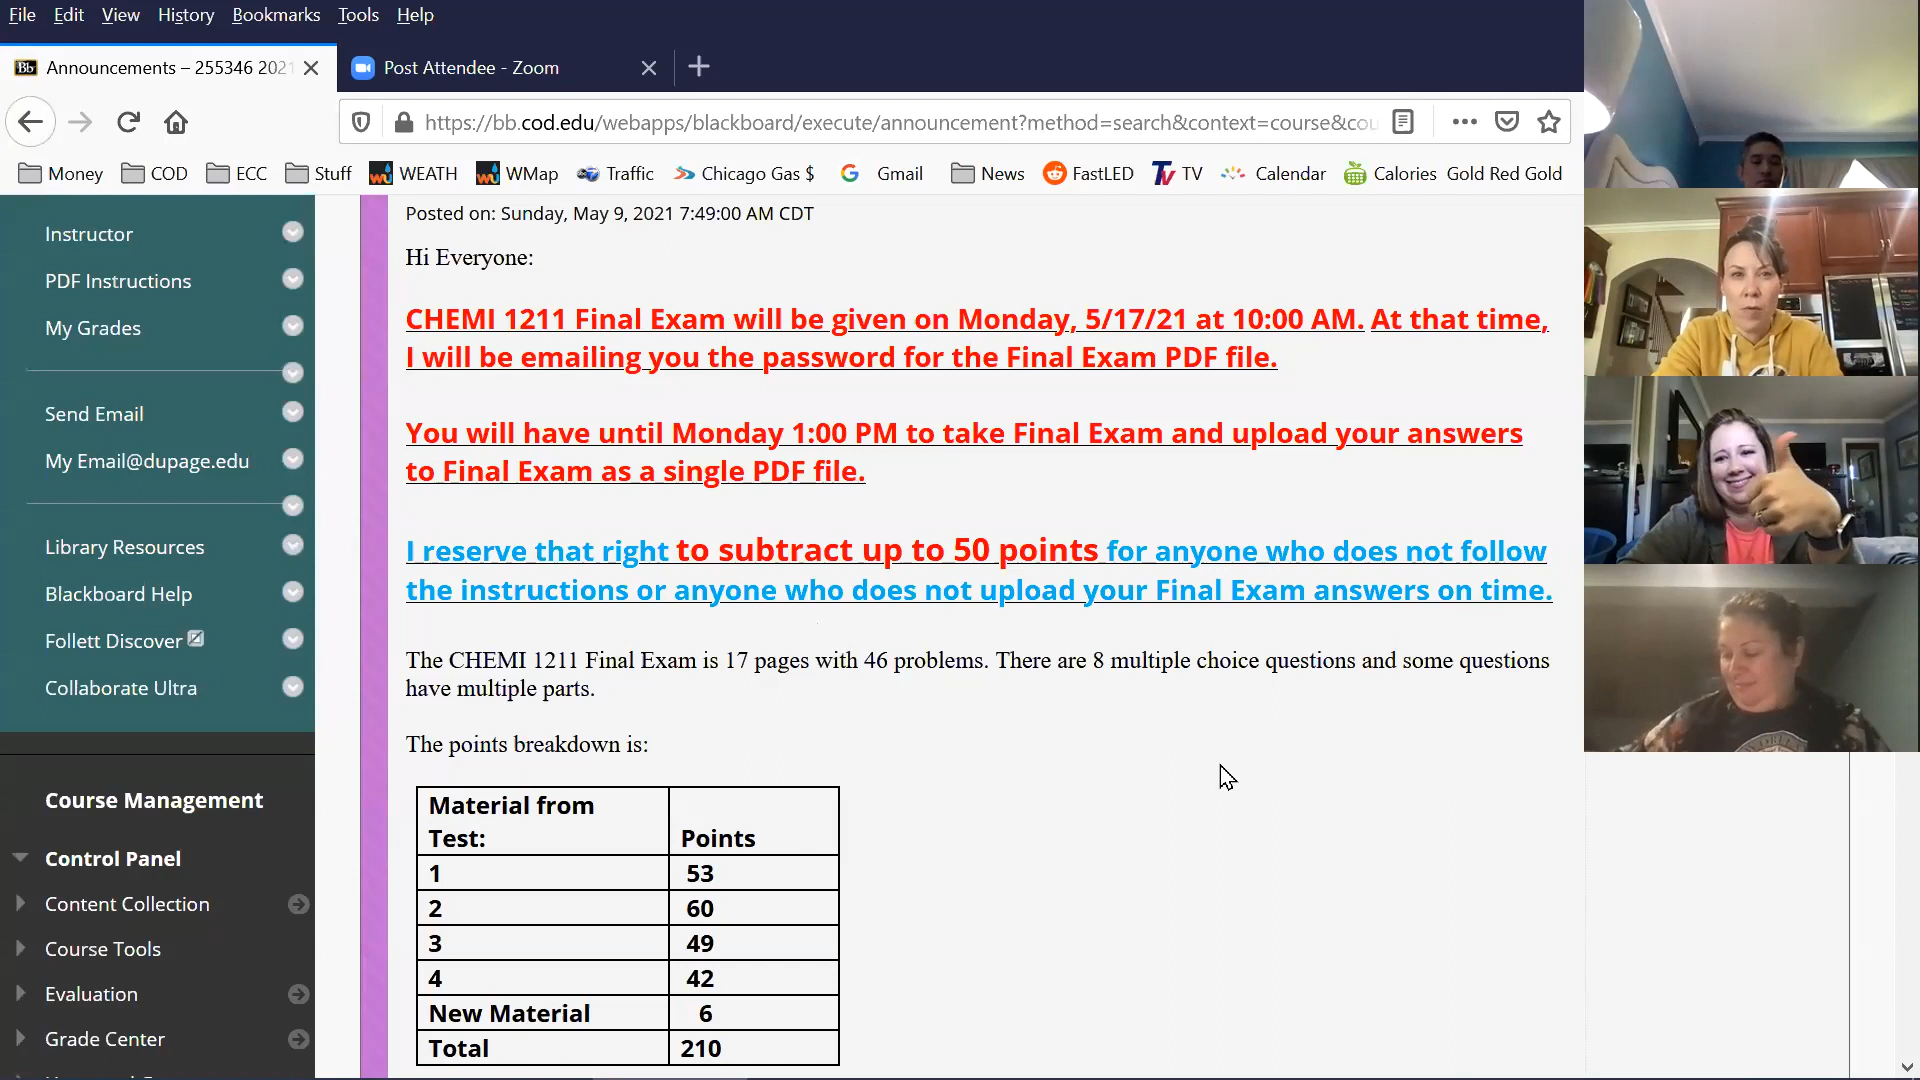 File Edit View History Bookmarks Tools Help
Announcements – 255346 2021
Post Attendee - Zoom
https://bb.cod.edu/webapps/blackboard/execute/announcement?method=search&context=course&cou
Money COD ECC Stuff WEATH WMap Traffic Chicago Gas $ Gmail News FastLED TV Calendar Calories Gold Red Gold
Instructor
PDF Instructions
My Grades
Send Email
My Email@dupage.edu
Library Resources
Blackboard Help
Follett Discover
Collaborate Ultra
Course Management
Control Panel
Content Collection
Course Tools
Evaluation
Grade Center
Posted on: Sunday, May 9, 2021 7:49:00 AM CDT
Hi Everyone:
CHEMI 1211 Final Exam will be given on Monday, 5/17/21 at 10:00 AM. At that time,
I will be emailing you the password for the Final Exam PDF file.
You will have until Monday 1:00 PM to take Final Exam and upload your answers
to Final Exam as a single PDF file.
I reserve that right to subtract up to 50 points for anyone who does not follow
the instructions or anyone who does not upload your Final Exam answers on time.
The CHEMI 1211 Final Exam is 17 pages with 46 problems. There are 8 multiple choice questions and some questions
have multiple parts.
The points breakdown is:
Material from
Test: Points
1 53
2 60
3 49
4 42
New Material 6
Total 210